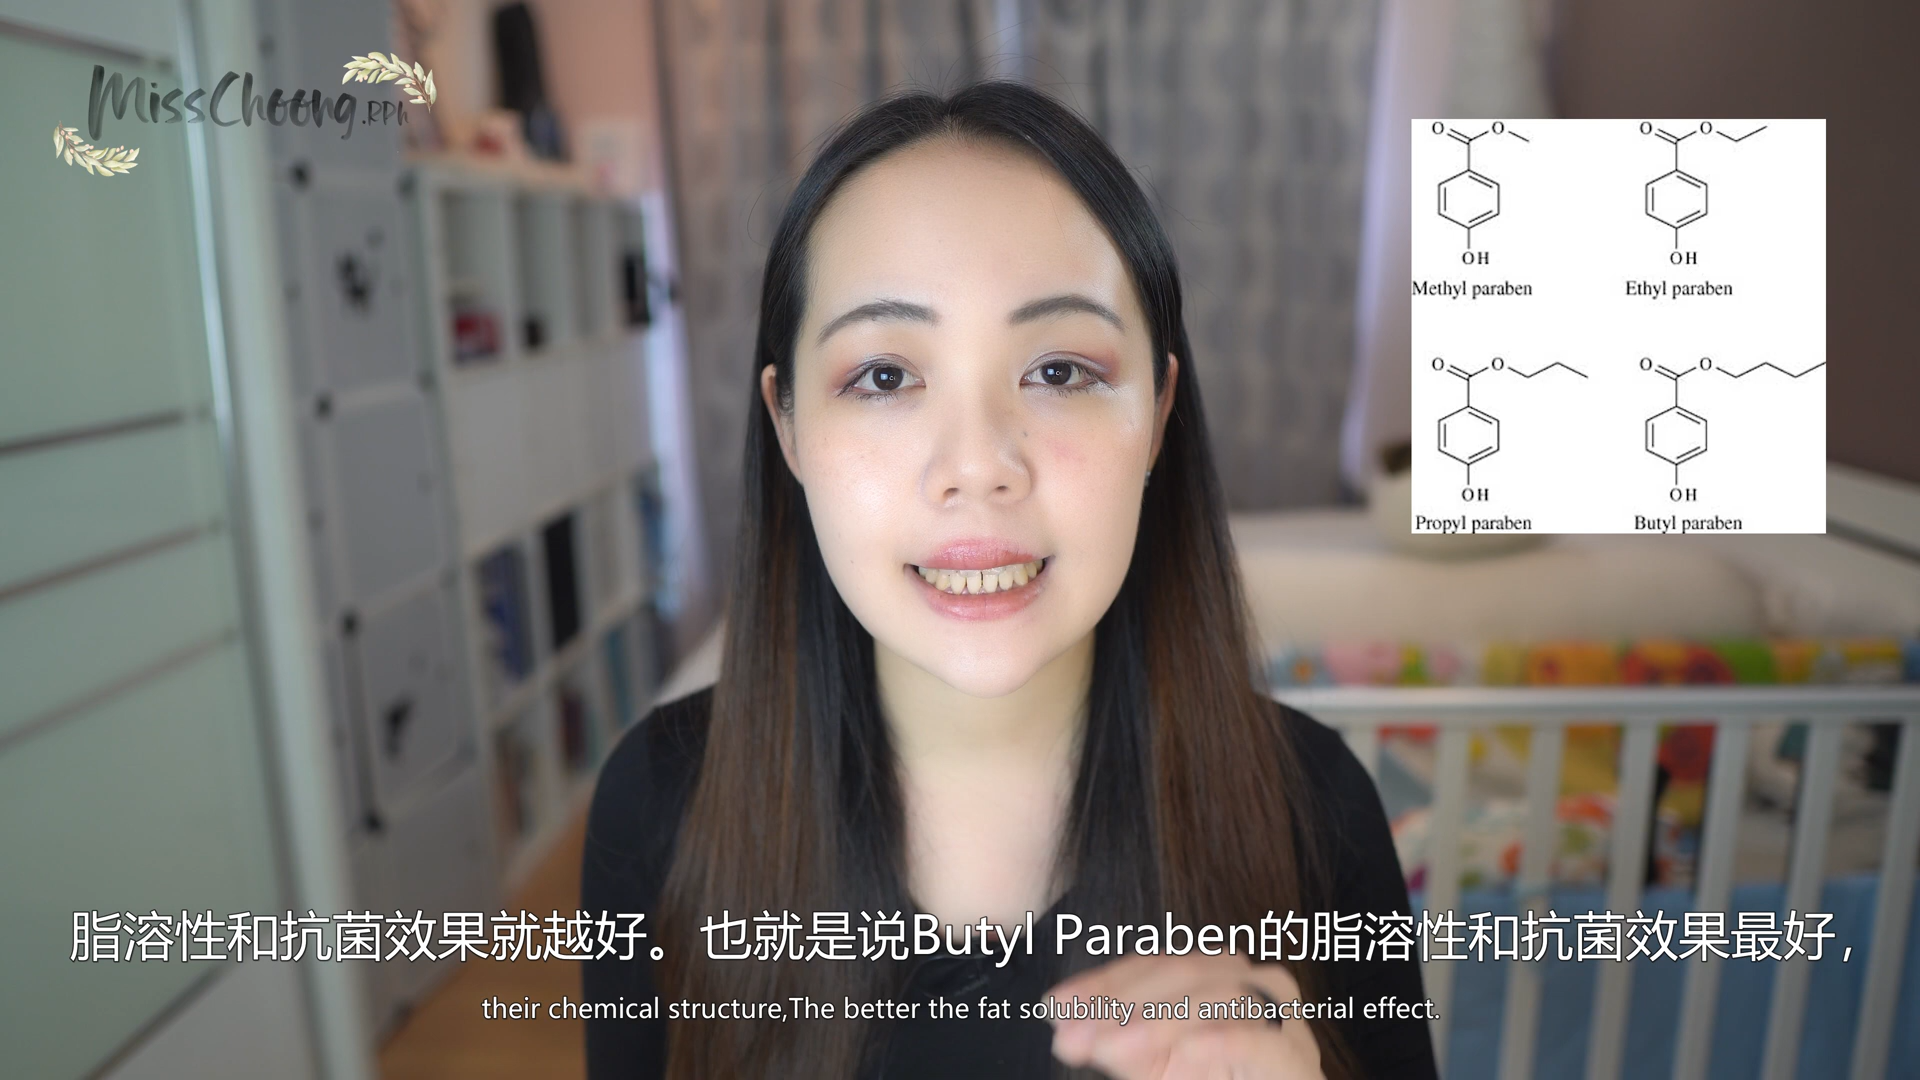 MissChoong.RPh
O O
OH
Methyl paraben
O O
OH
Ethyl paraben
O O
OH
Propyl paraben
O O
OH
Butyl paraben
脂溶性和抗菌效果就越好。也就是说Butyl Paraben的脂溶性和抗菌效果最好,
their chemical structure,The better the fat solubility and antibacterial effect.